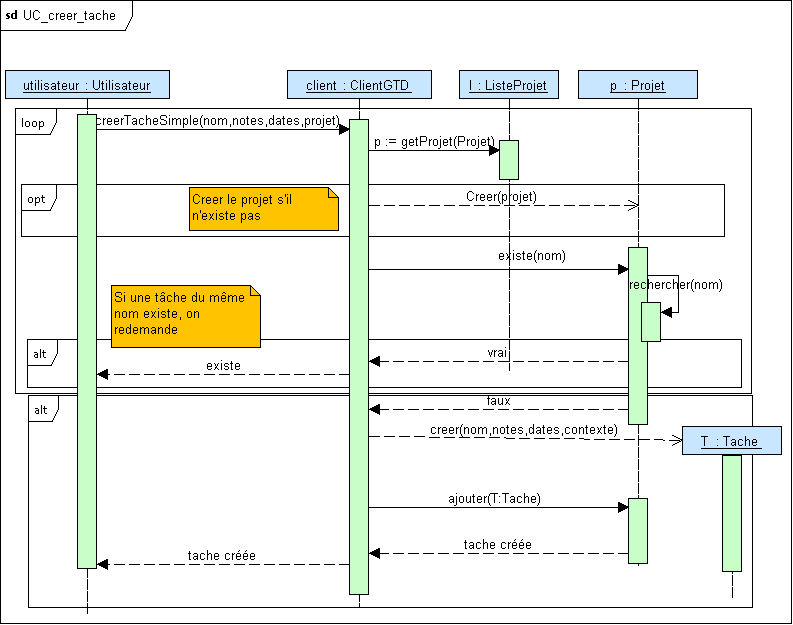 sd UC_creer_tache
utilisateur : Utilisateur
client : ClientGTD
l : ListeProjet
p : Projet
loop
creerTacheSimple(nom,notes,dates,projet)
p := getProjet(Projet)
opt
Creer le projet s'il
n'existe pas
Creer(projet)
existe(nom)
rechercher(nom)
Si une tâche du même
nom existe, on
redemande
alt
vrai
existe
alt
faux
creer(nom,notes,dates,contexte)
T : Tache
ajouter(T:Tache)
tache créée
tache créée